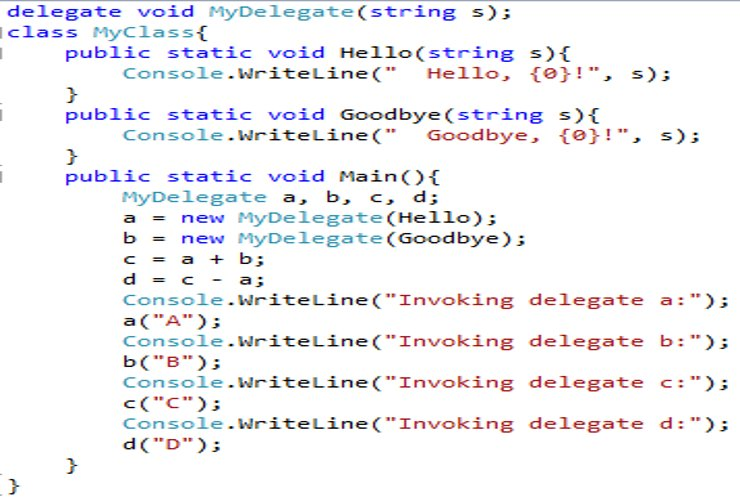 delegate void MyDelegate(string s);
class MyClass{
    public static void Hello(string s){
        Console.WriteLine("  Hello, {0}!", s);
    }
    public static void Goodbye(string s){
        Console.WriteLine("  Goodbye, {0}!", s);
    }
    public static void Main(){
        MyDelegate a, b, c, d;
        a = new MyDelegate(Hello);
        b = new MyDelegate(Goodbye);
        c = a + b;
        d = c - a;
        Console.WriteLine("Invoking delegate a:");
        a("A");
        Console.WriteLine("Invoking delegate b:");
        b("B");
        Console.WriteLine("Invoking delegate c:");
        c("C");
        Console.WriteLine("Invoking delegate d:");
        d("D");
    }
}